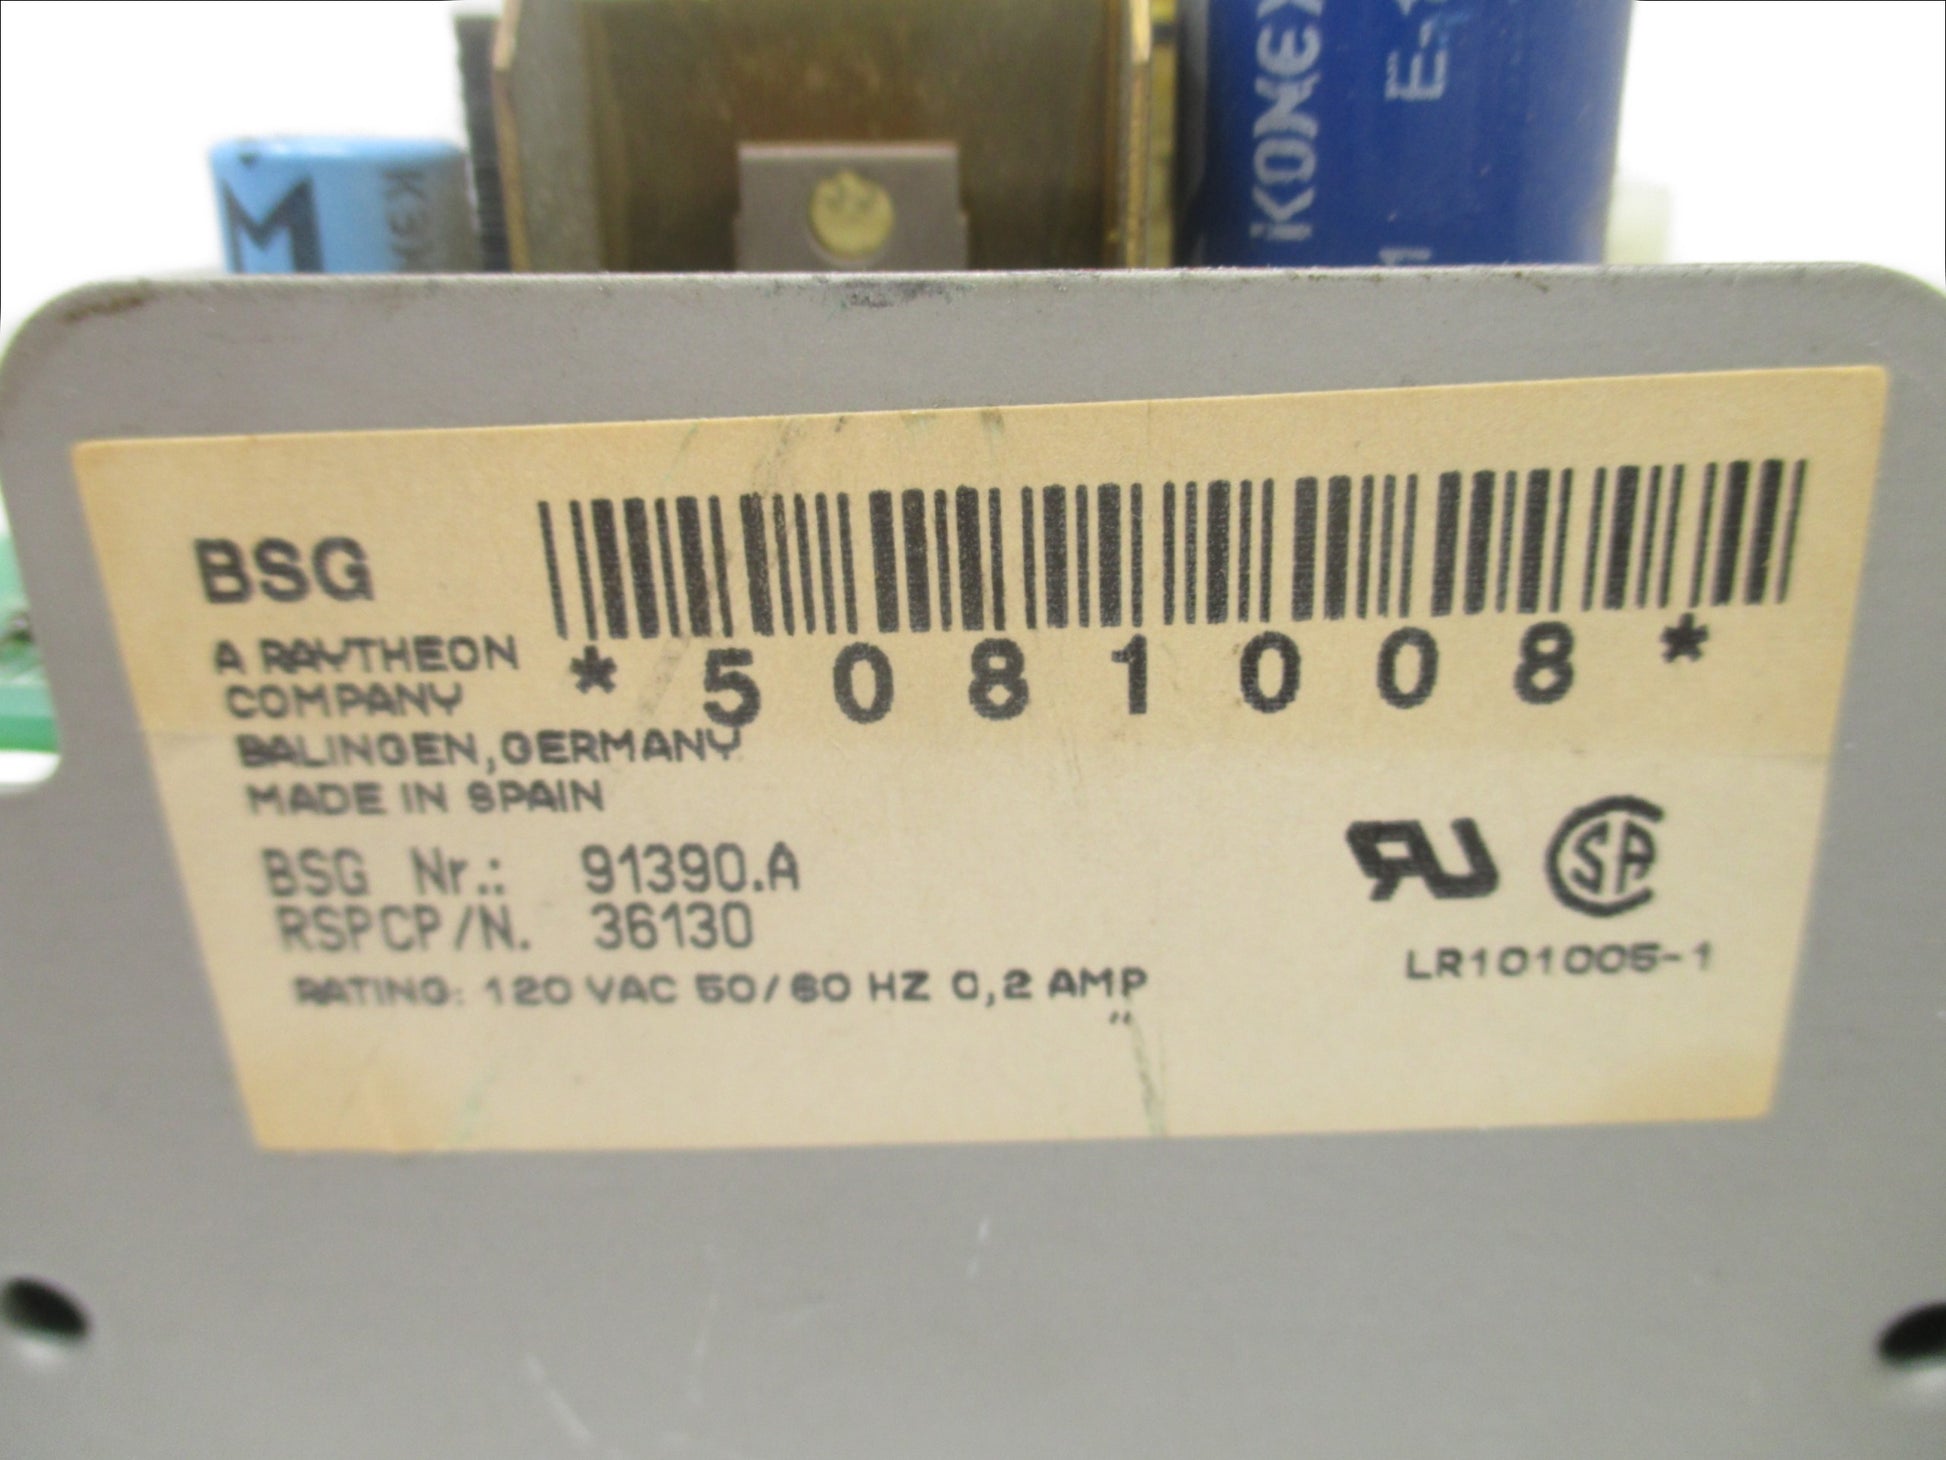 M
KONEX
BSG
A RAYTHEON
COMPANY
*5081008*
BALINGEN, GERMANY
MADE IN SPAIN
BSG Nr.: 91390.A
RSPCP/N. 36130
RATING: 120 VAC 50/60 HZ 0,2 AMP
LR101005-1